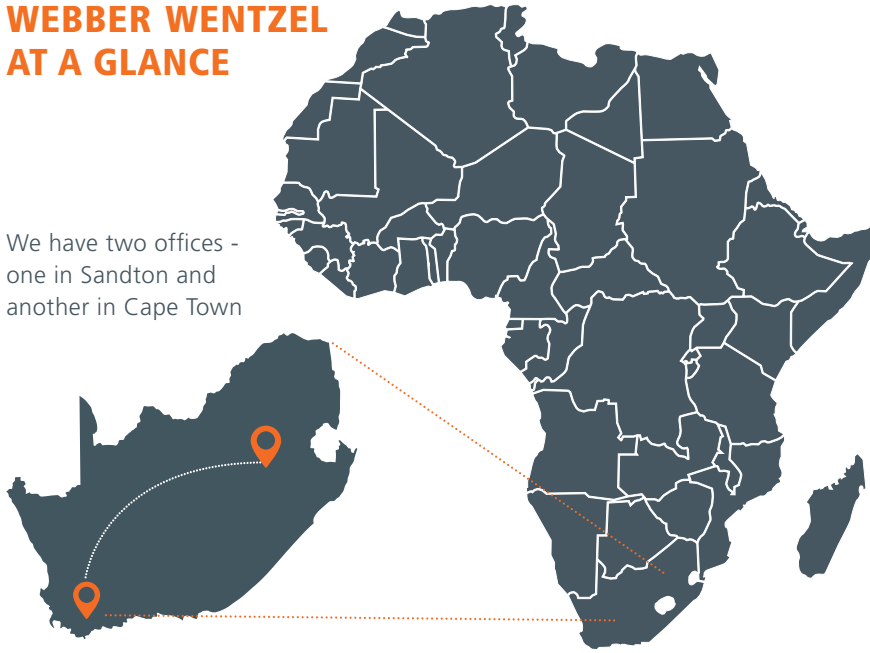 WEBBER WENTZEL
AT A GLANCE
We have two offices -
one in Sandton and
another in Cape Town